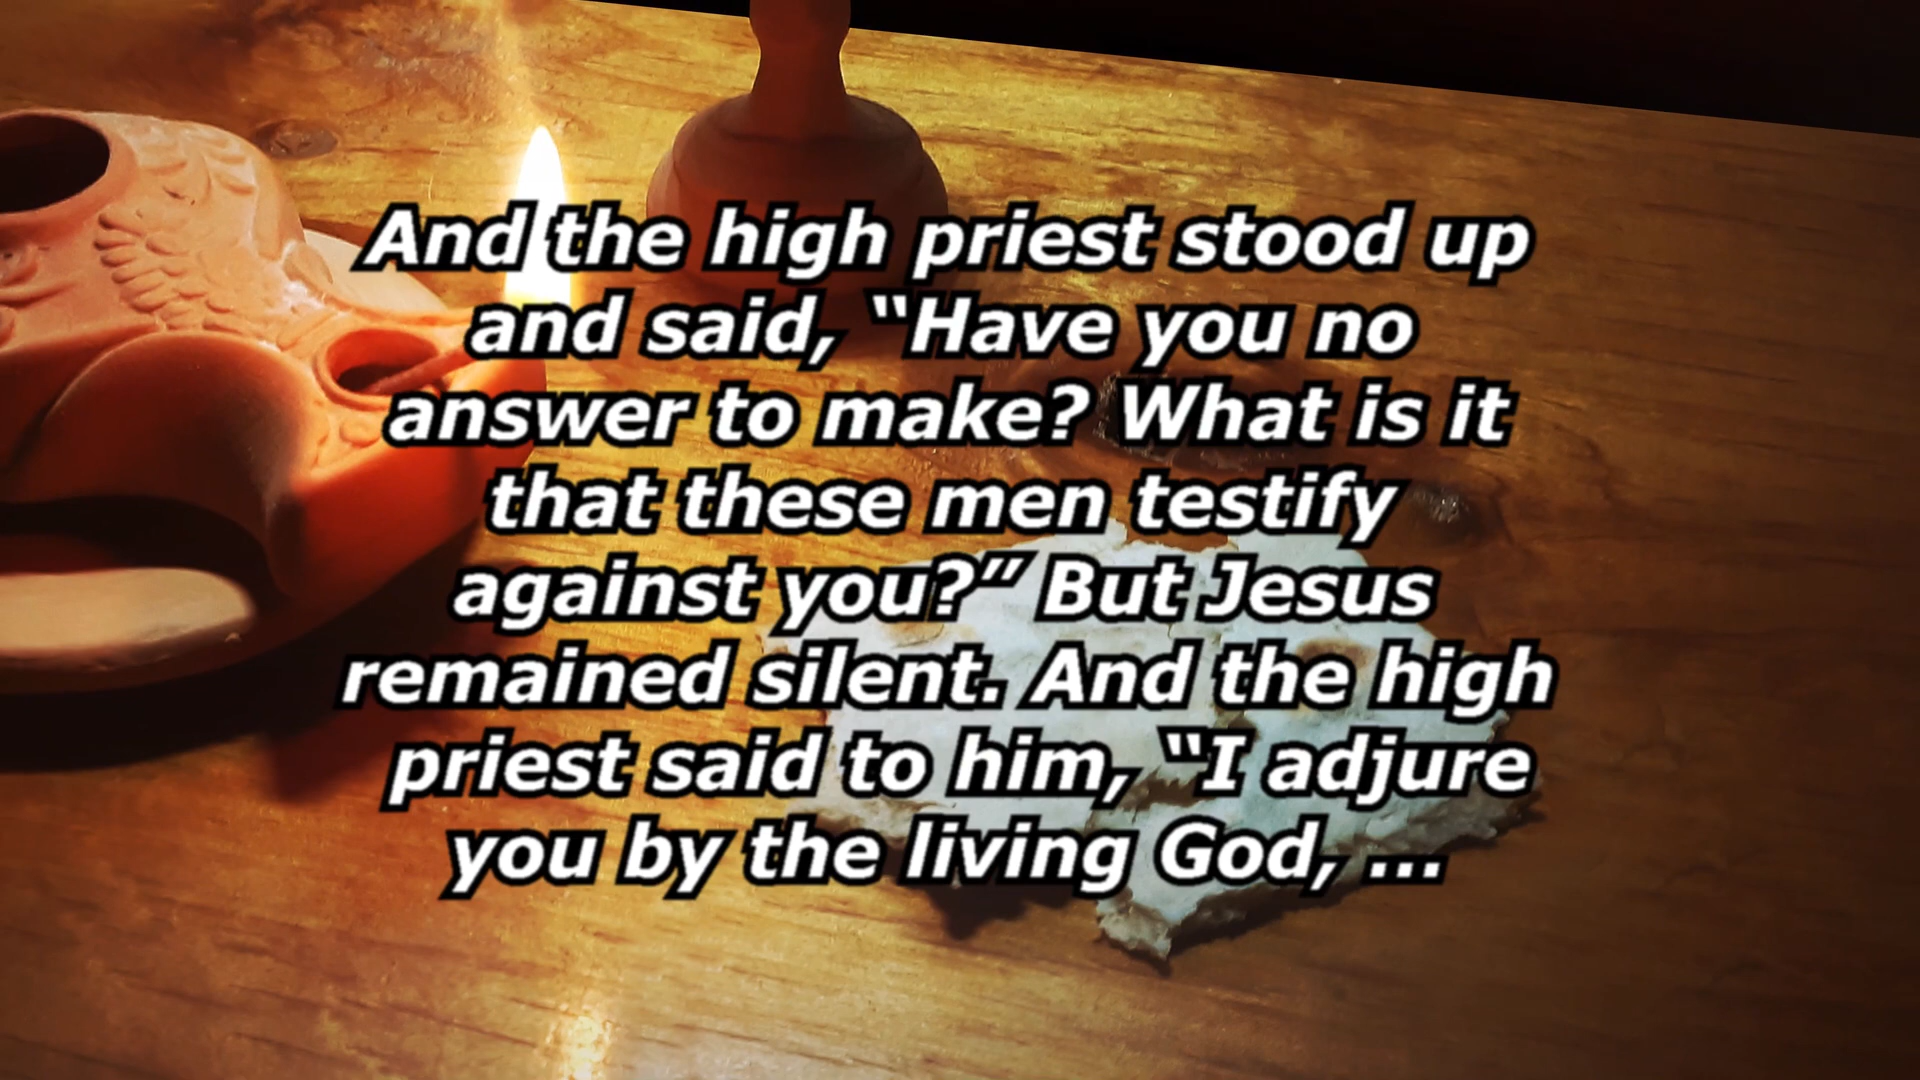 And the high priest stood up
and said, “Have you no
answer to make? What is it
that these men testify
against you?” But Jesus
remained silent. And the high
priest said to him, “I adjure
you by the living God, ...